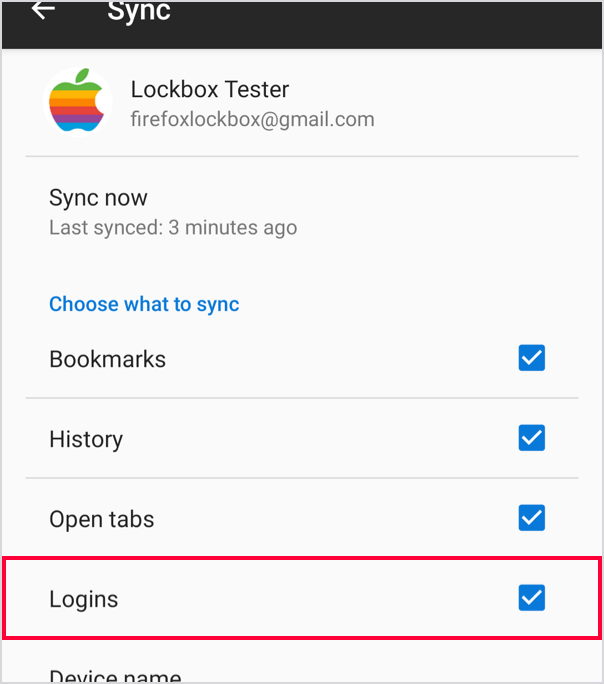 Sync
Lockbox Tester
firefoxlockbox@gmail.com
Sync now
Last synced: 3 minutes ago
Choose what to sync
Bookmarks
History
Open tabs
Logins
Device name